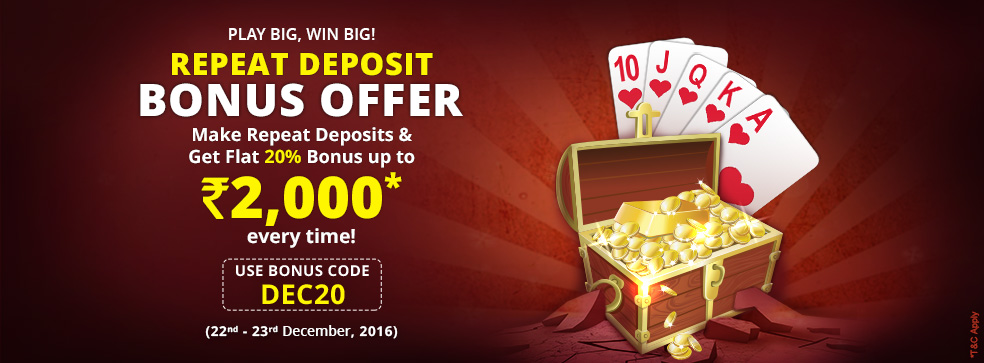 PLAY BIG, WIN BIG!
REPEAT DEPOSIT
BONUS OFFER
Make Repeat Deposits &
Get Flat 20% Bonus up to
₹2,000*
every time!
USE BONUS CODE
DEC20
(22nd - 23rd December, 2016)
10
J
Q
K
A
*T&C Apply